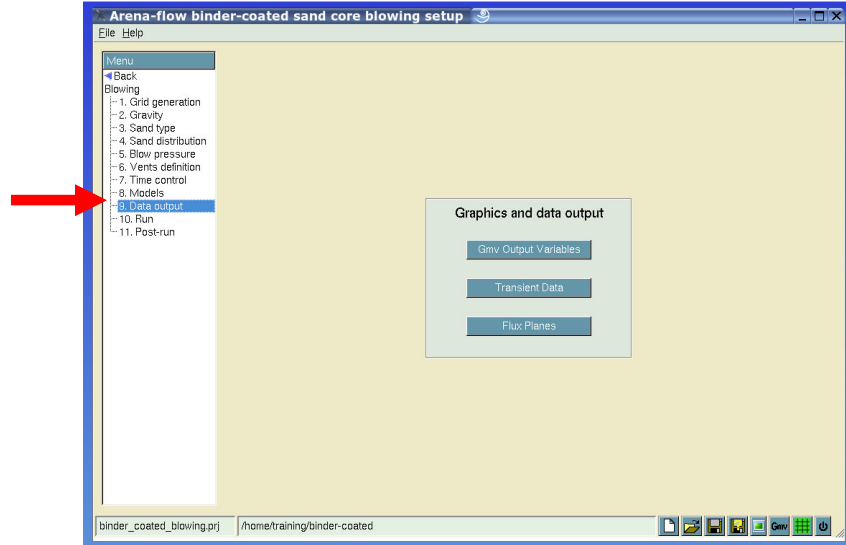 Arena-flow binder-coated sand core blowing setup
File Help
Menu
Back
Blowing
1. Grid generation
2. Gravity
3. Sand type
4. Sand distribution
5. Blow pressure
6. Vents definition
7. Time control
8. Models
9. Data output
10. Run
11. Post-run
Graphics and data output
Gmv Output Variables
Transient Data
Flux Planes
binder_coated_blowing.prj /home/training/binder-coated Gmv